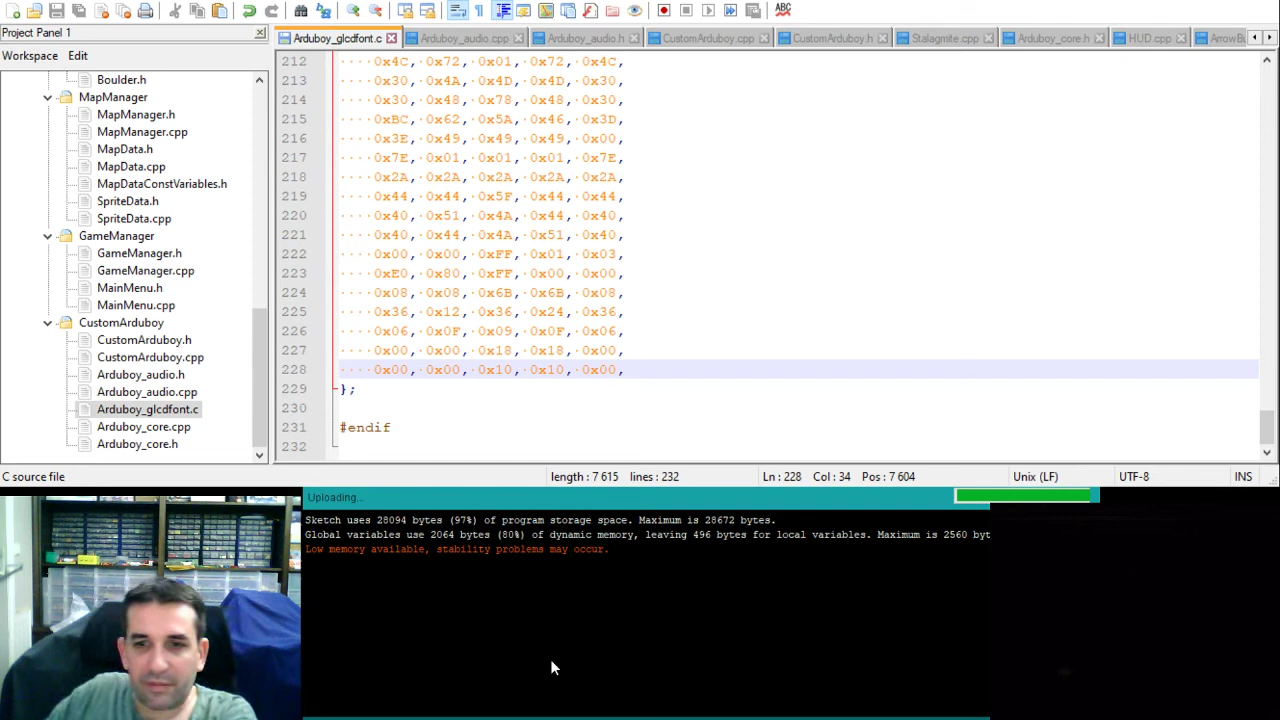 Project Panel 1
Workspace Edit
Boulder.h
MapManager
MapManager.h
MapManager.cpp
MapData.h
MapData.cpp
MapDataConstVariables.h
SpriteData.h
SpriteData.cpp
GameManager
GameManager.h
GameManager.cpp
MainMenu.h
MainMenu.cpp
CustomArduboy
CustomArduboy.h
CustomArduboy.cpp
Arduboy_audio.h
Arduboy_audio.cpp
Arduboy_glcdfont.c
Arduboy_core.cpp
Arduboy_core.h
ABC
Arduboy_glcdfont.c Arduboy_audio.cpp Arduboy_audio.h CustomArduboy.cpp CustomArduboy.h Stalagmite.cpp Arduboy_core.h HUD.cpp ArrowBu
212 0x4C, 0x72, 0x01, 0x72, 0x4C,
213 0x30, 0x4A, 0x4D, 0x4D, 0x30,
214 0x30, 0x48, 0x78, 0x48, 0x30,
215 0xBC, 0x62, 0x5A, 0x46, 0x3D,
216 0x3E, 0x49, 0x49, 0x49, 0x00,
217 0x7E, 0x01, 0x01, 0x01, 0x7E,
218 0x2A, 0x2A, 0x2A, 0x2A, 0x2A,
219 0x44, 0x44, 0x5F, 0x44, 0x44,
220 0x40, 0x51, 0x4A, 0x44, 0x40,
221 0x40, 0x44, 0x4A, 0x51, 0x40,
222 0x00, 0x00, 0xFF, 0x01, 0x03,
223 0xE0, 0x80, 0xFF, 0x00, 0x00,
224 0x08, 0x08, 0x6B, 0x6B, 0x08,
225 0x36, 0x12, 0x36, 0x24, 0x36,
226 0x06, 0x0F, 0x09, 0x0F, 0x06,
227 0x00, 0x00, 0x18, 0x18, 0x00,
228 0x00, 0x00, 0x10, 0x10, 0x00,
229 };
230
231 #endif
232
C source file length : 7 615 lines : 232 Ln : 228 Col : 34 Pos : 7 604 Unix (LF) UTF-8 INS
Uploading...
Sketch uses 28094 bytes (97%) of program storage space. Maximum is 28672 bytes.
Global variables use 2064 bytes (80%) of dynamic memory, leaving 496 bytes for local variables. Maximum is 2560 byt
Low memory available, stability problems may occur.